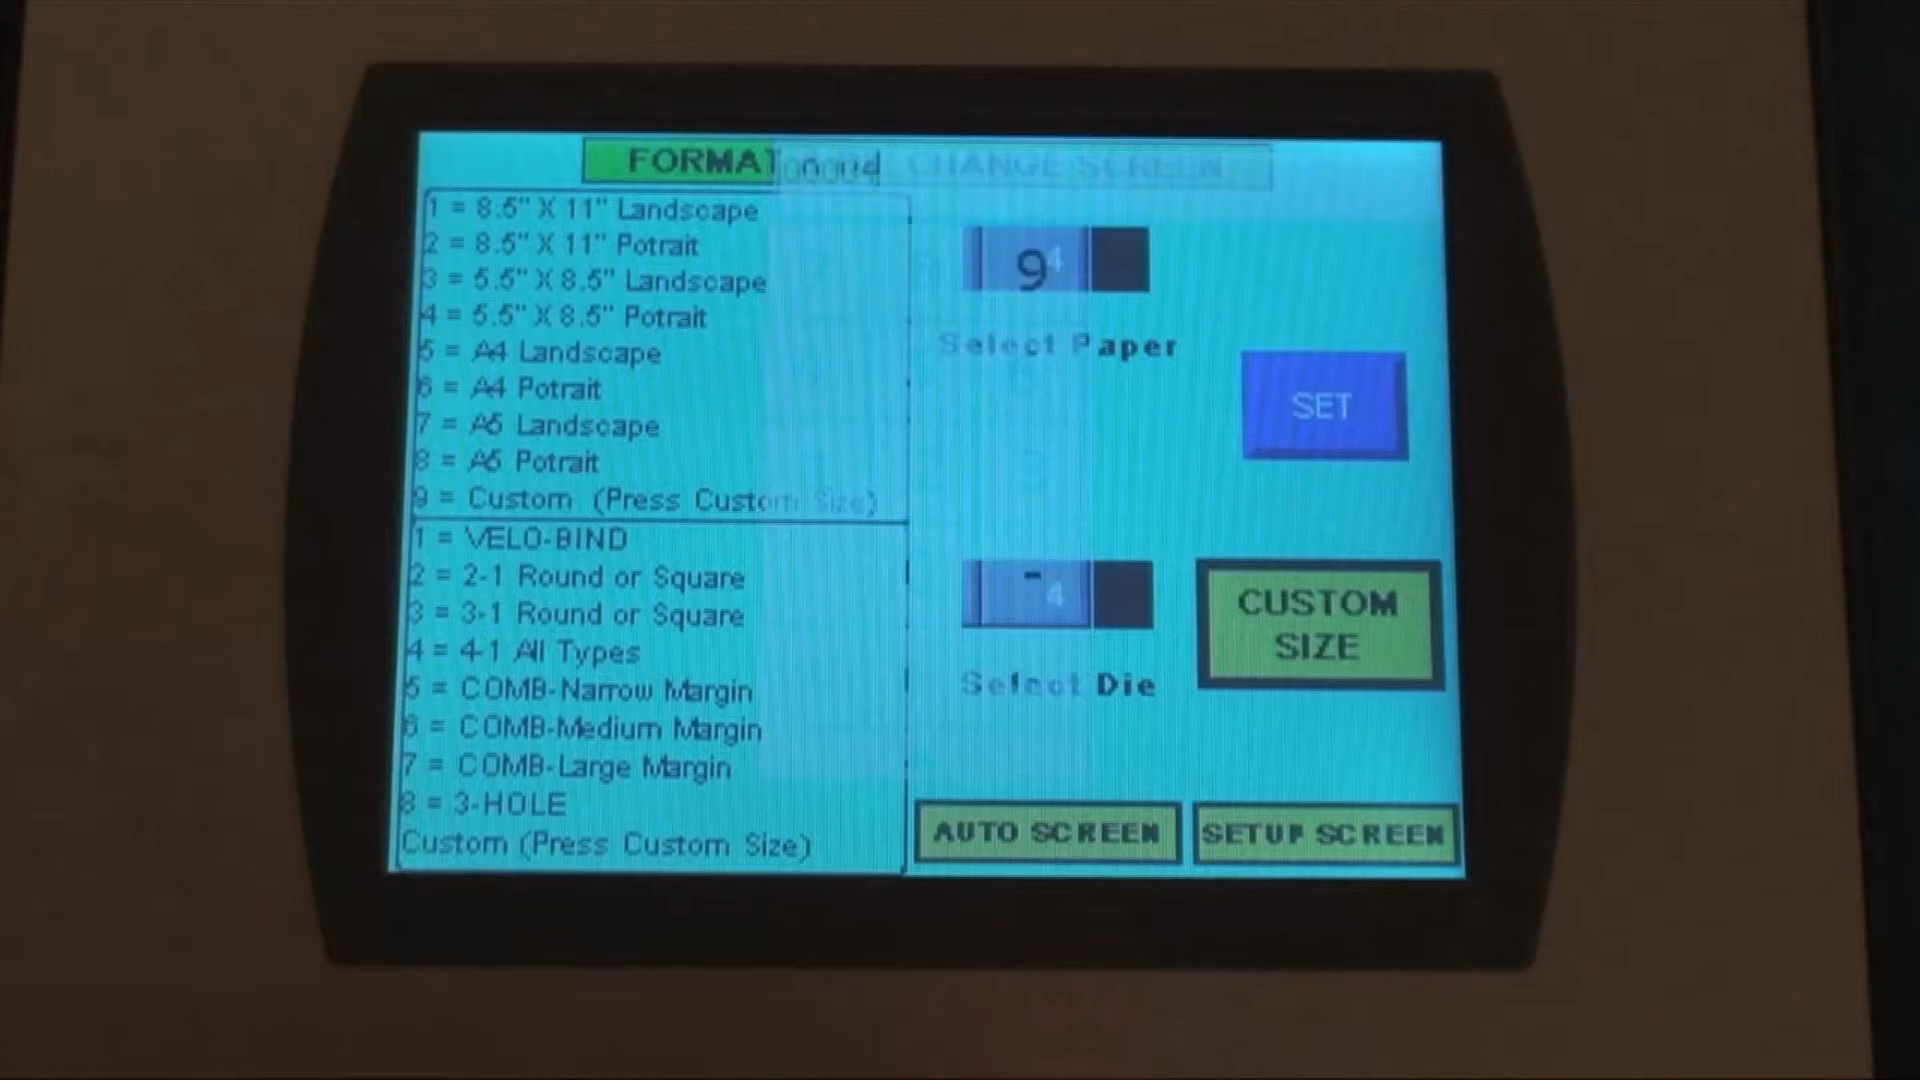 FORMAT CHANGE SCREEN
00004
1 = 8.5" X 11" Landscape
2 = 8.5" X 11" Potrait
3 = 5.5" X 8.5" Landscape
4 = 5.5" X 8.5" Potrait
5 = A4 Landscape
6 = A4 Potrait
7 = A5 Landscape
8 = A5 Potrait
9 = Custom (Press Custom Size)
1 = VELO-BIND
2 = 2-1 Round or Square
3 = 3-1 Round or Square
4 = 4-1 All Types
5 = COMB-Narrow Margin
6 = COMB-Medium Margin
7 = COMB-Large Margin
8 = 3-HOLE
Custom (Press Custom Size)
9 4
Select Paper
SET
4
Select Die
CUSTOM
SIZE
AUTO SCREEN
SETUP SCREEN